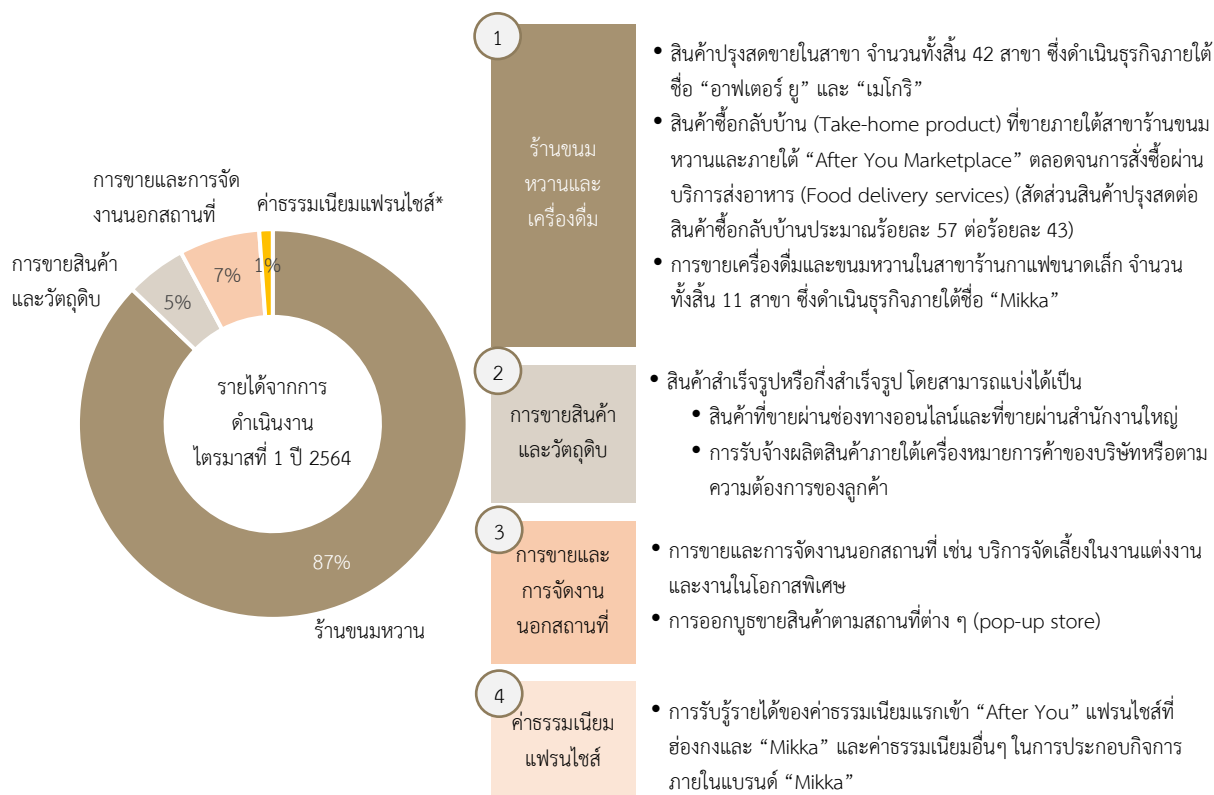 การขายและการจัด
งานนอกสถานที่
ค่าธรรมเนียมแฟรนไชส์*
การขายสินค้า
และวัตถุดิบ
7%
1%
5%
รายได้จากการ
ดำเนินงาน
ไตรมาสที่ 1 ปี 2564
87%
ร้านขนมหวาน
1
ร้านขนม
หวานและ
เครื่องดื่ม
• สินค้าปรุงสดขายในสาขา จำนวนทั้งสิ้น 42 สาขา ซึ่งดำเนินธุรกิจภายใต้
ชื่อ “อาฟเตอร์ ยู” และ “เมโกริ”
• สินค้าซื้อกลับบ้าน (Take-home product) ที่ขายภายใต้สาขาร้านขนม
หวานและภายใต้ “After You Marketplace” ตลอดจนการสั่งซื้อผ่าน
บริการส่งอาหาร (Food delivery services) (สัดส่วนสินค้าปรุงสดต่อ
สินค้าซื้อกลับบ้านประมาณร้อยละ 57 ต่อร้อยละ 43)
• การขายเครื่องดื่มและขนมหวานในสาขาร้านกาแฟขนาดเล็ก จำนวน
ทั้งสิ้น 11 สาขา ซึ่งดำเนินธุรกิจภายใต้ชื่อ “Mikka”
2
การขายสินค้า
และวัตถุดิบ
• สินค้าสำเร็จรูปหรือกึ่งสำเร็จรูป โดยสามารถแบ่งได้เป็น
• สินค้าที่ขายผ่านช่องทางออนไลน์และที่ขายผ่านสำนักงานใหญ่
• การรับจ้างผลิตสินค้าภายใต้เครื่องหมายการค้าของบริษัทหรือตาม
ความต้องการของลูกค้า
3
การขายและ
การจัดงาน
นอกสถานที่
• การขายและการจัดงานนอกสถานที่ เช่น บริการจัดเลี้ยงในงานแต่งงาน
และงานในโอกาสพิเศษ
• การออกบูธขายสินค้าตามสถานที่ต่าง ๆ (pop-up store)
4
ค่าธรรมเนียม
แฟรนไชส์
• การรับรู้รายได้ของค่าธรรมเนียมแรกเข้า “After You” แฟรนไชส์ที่
ฮ่องกงและ “Mikka” และค่าธรรมเนียมอื่นๆ ในการประกอบกิจการ
ภายในแบรนด์ “Mikka”